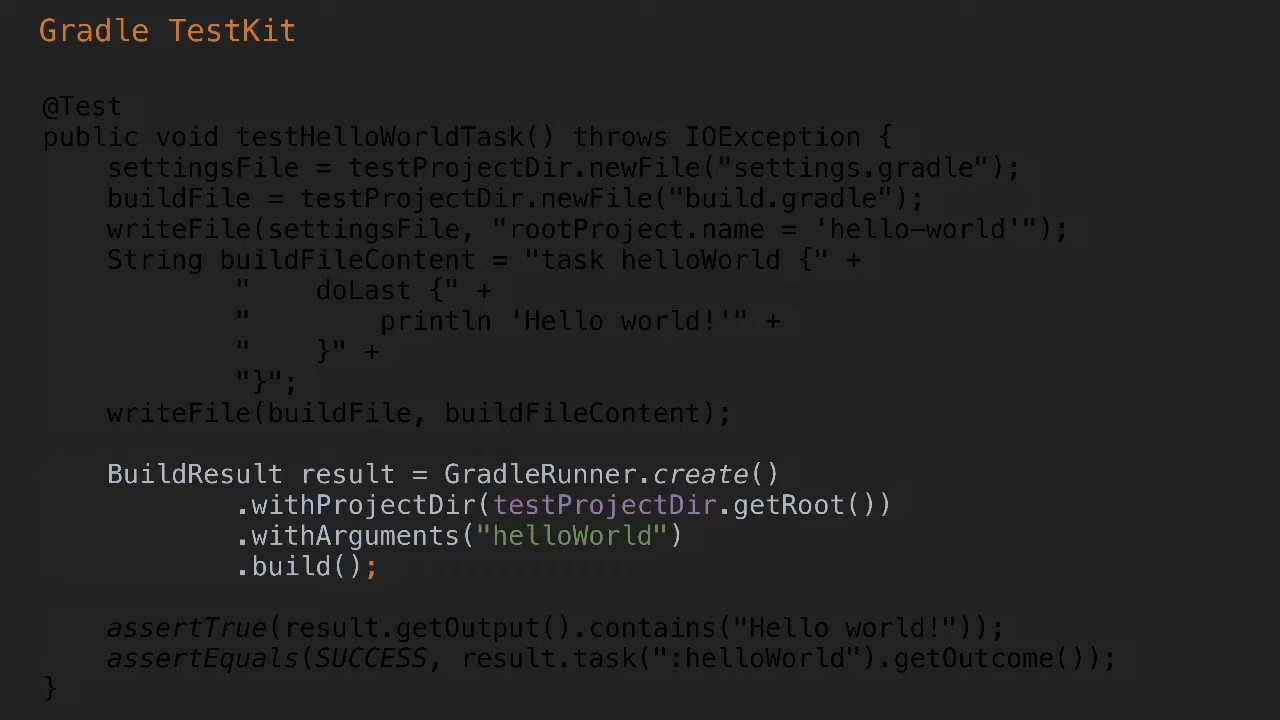 Gradle TestKit
@Test
public void testHelloWorldTask() throws IOException {
    settingsFile = testProjectDir.newFile("settings.gradle");
    buildFile = testProjectDir.newFile("build.gradle");
    writeFile(settingsFile, "rootProject.name = 'hello-world'");
    String buildFileContent = "task helloWorld {" +
            "    doLast {" +
            "        println 'Hello world!'" +
            "    }" +
            "}";
    writeFile(buildFile, buildFileContent);
    BuildResult result = GradleRunner.create()
            .withProjectDir(testProjectDir.getRoot())
            .withArguments("helloWorld")
            .build();
    assertTrue(result.getOutput().contains("Hello world!"));
    assertEquals(SUCCESS, result.task(":helloWorld").getOutcome());
}